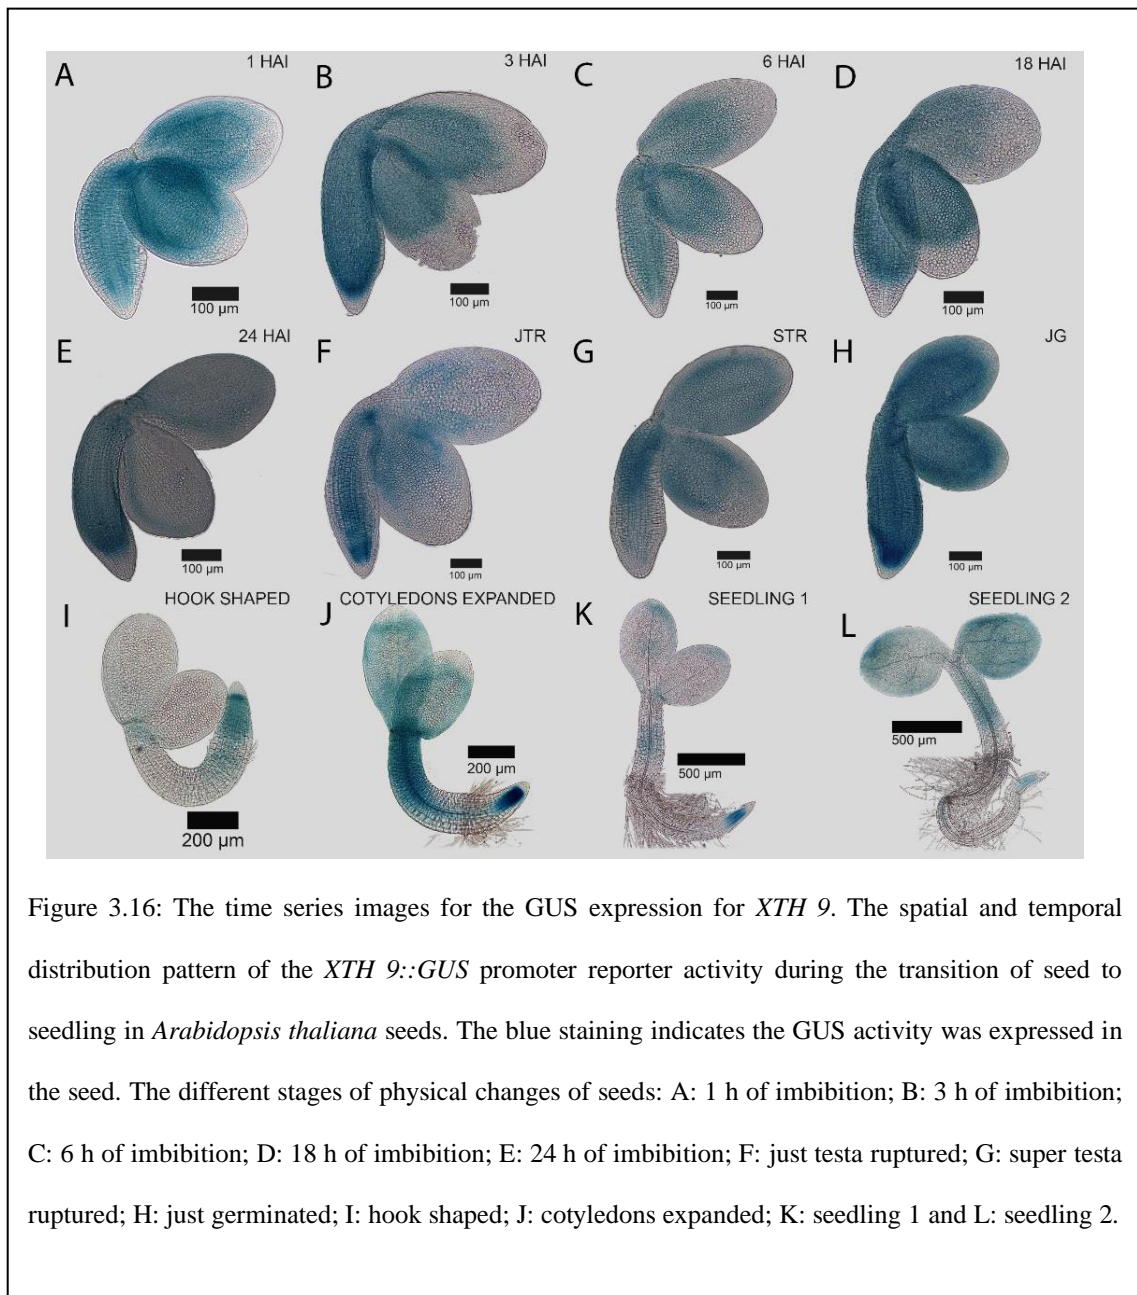 A 1 HAI B 3 HAI C 6 HAI D 18 HAI
100 µm 100 µm 100 µm 100 µm
E 24 HAI F JTR G STR H JG
100 µm 100 µm 100 µm 100 µm
I HOOK SHAPED J COTYLEDONS EXPANDED K SEEDLING 1 L SEEDLING 2
200 µm 200 µm 500 µm 500 µm
Figure 3.16: The time series images for the GUS expression for XTH 9. The spatial and temporal
distribution pattern of the XTH 9::GUS promoter reporter activity during the transition of seed to
seedling in Arabidopsis thaliana seeds. The blue staining indicates the GUS activity was expressed in
the seed. The different stages of physical changes of seeds: A: 1 h of imbibition; B: 3 h of imbibition;
C: 6 h of imbibition; D: 18 h of imbibition; E: 24 h of imbibition; F: just testa ruptured; G: super testa
ruptured; H: just germinated; I: hook shaped; J: cotyledons expanded; K: seedling 1 and L: seedling 2.